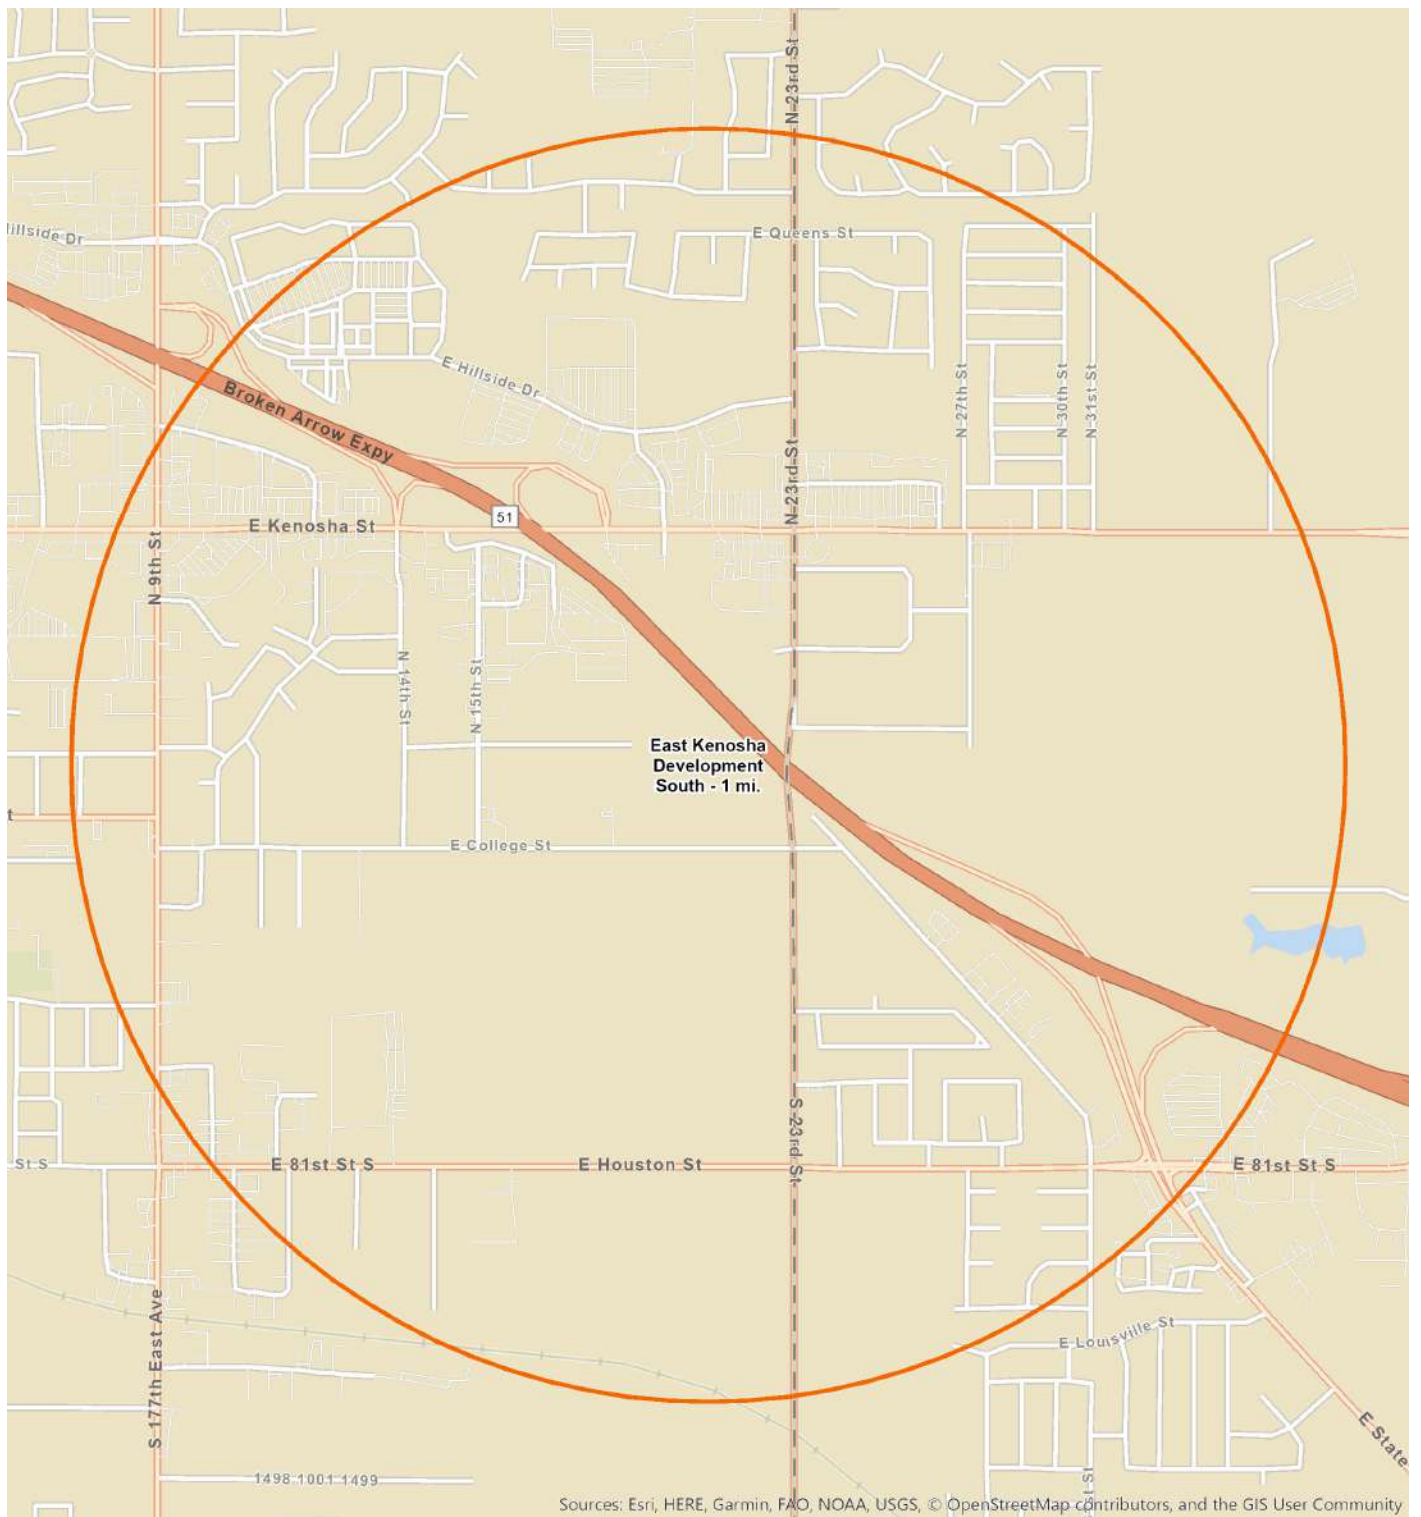 N 23rd St
Hillside Dr
E Queens St
Broken Arrow Expy
E Hillside Dr
N 27th St
N 30th St
N 31st St
N 23rd St
51
E Kenosha St
N 9th St
N 14th St
N 15th St
East Kenosha
Development
South - 1 mi.
t
E College St
S 23rd St
St S
E 81st St S
E Houston St
E 81st St S
S 177th East Ave
E Louisville St
E State
1498 1001 1499
st St
Sources: Esri, HERE, Garmin, FAO, NOAA, USGS, © OpenStreetMap contributors, and the GIS User Community